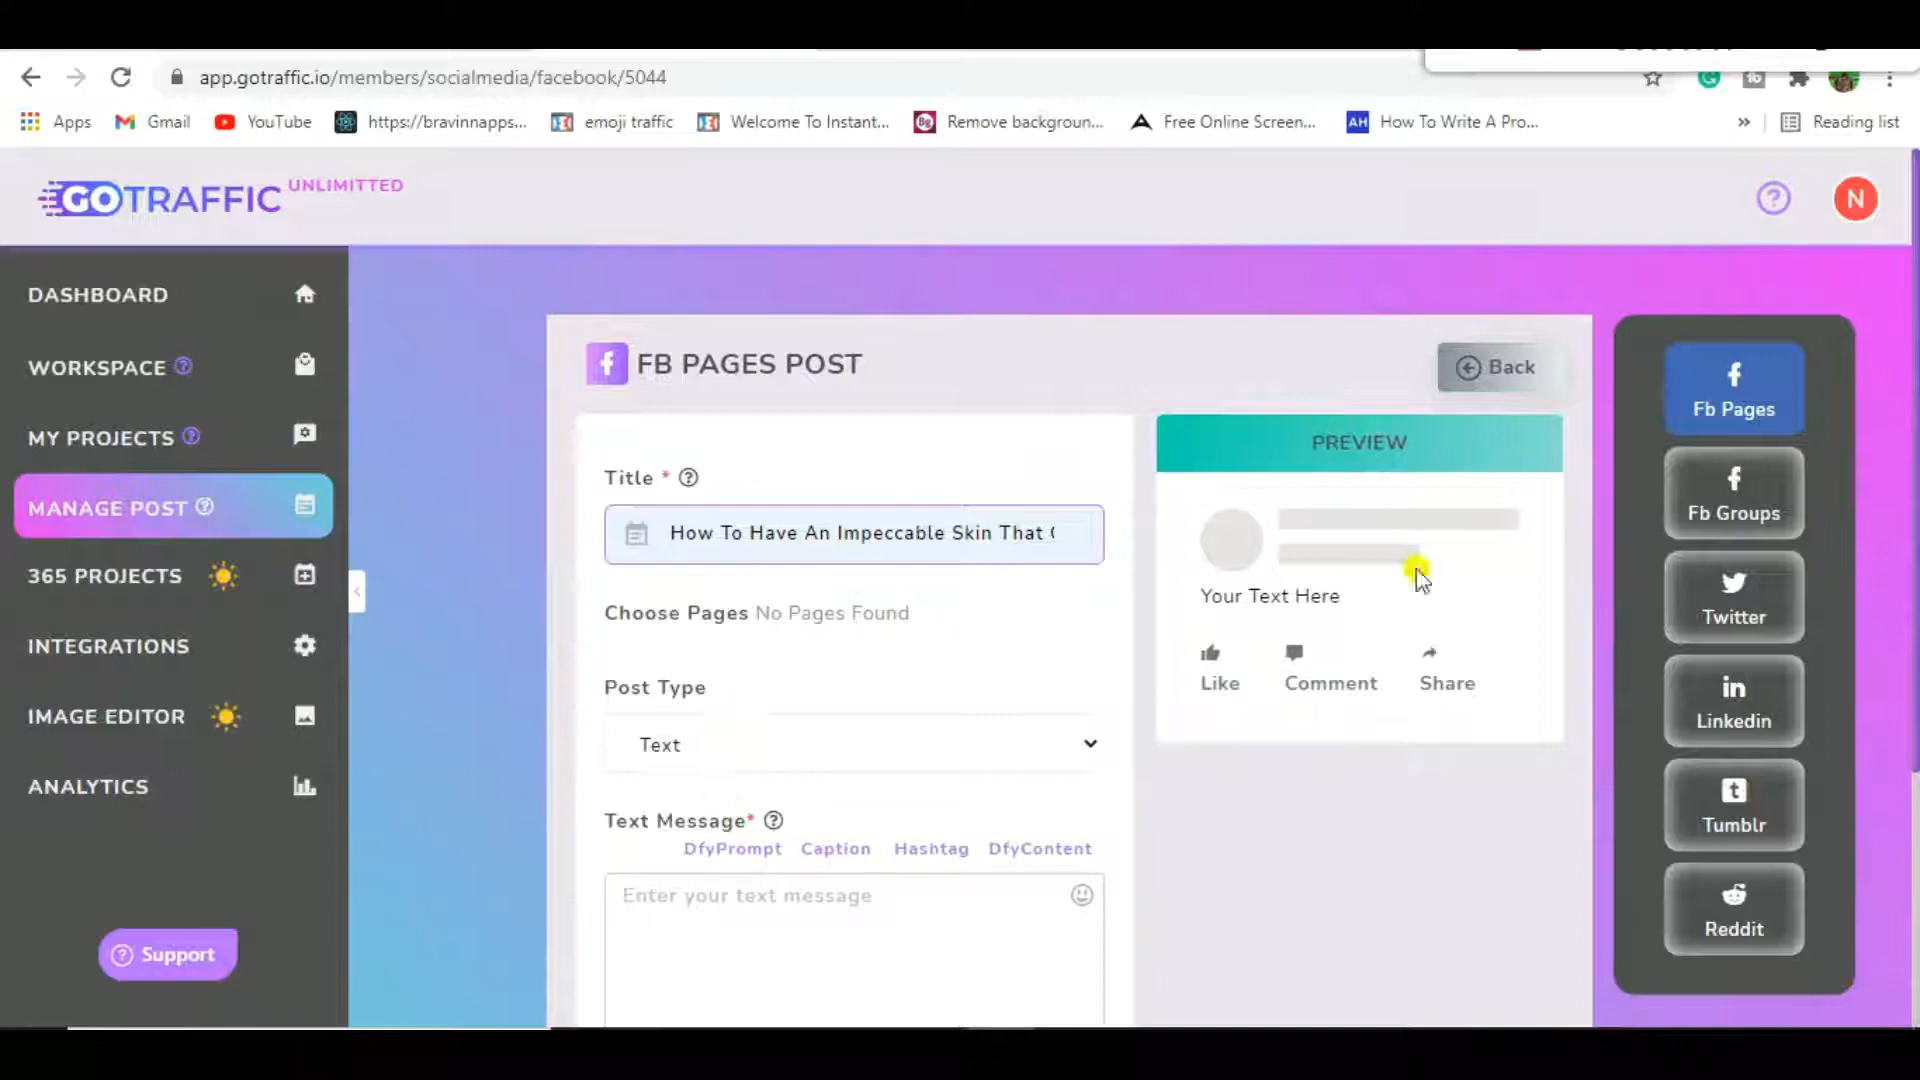 app.gotraffic.io/members/socialmedia/facebook/5044
Apps Gmail YouTube https://bravinnapps... emoji traffic Welcome To Instant... Bg Remove backgroun... Free Online Screen... AH How To Write A Pro... » Reading list
GOTRAFFIC UNLIMITTED
? N
DASHBOARD
WORKSPACE ?
MY PROJECTS ?
MANAGE POST ?
365 PROJECTS
INTEGRATIONS
IMAGE EDITOR
ANALYTICS
? Support
FB PAGES POST
Back
Title * ?
How To Have An Impeccable Skin That
Choose Pages No Pages Found
Post Type
Text
Text Message* ?
DfyPrompt Caption Hashtag DfyContent
Enter your text message
PREVIEW
Your Text Here
Like Comment Share
Fb Pages
Fb Groups
Twitter
Linkedin
Tumblr
Reddit